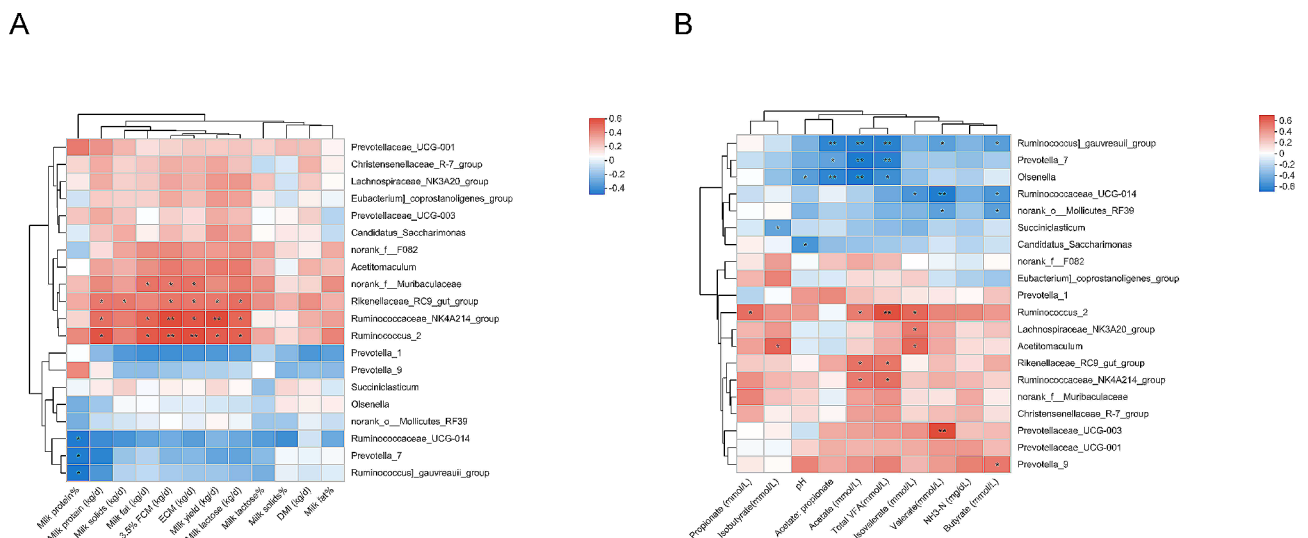 A
B
0.6
0.4
0.2
0
-0.2
-0.4
Prevotellaceae_UCG-001
Christensenellaceae_R-7_group
Lachnospiraceae_NK3A20_group
Eubacterium]_coprostanoligenes_group
Prevotellaceae_UCG-003
Candidatus_Saccharimonas
norank_f__F082
Acetitomaculum
norank_f__Muribaculaceae
Rikenellaceae_RC9_gut_group
Ruminococcaceae_NK4A214_group
Ruminococcus_2
Prevotella_1
Prevotella_9
Succiniclasticum
Olsenella
norank_o__Mollicutes_RF39
Ruminococcaceae_UCG-014
Prevotella_7
Ruminococcus]_gauvreauii_group
Milk protein%
Milk protein (kg/d)
Milk solids (kg/d)
Milk fat (kg/d)
3.5% FCM (kg/d)
ECM (kg/d)
Milk yield (kg/d)
Milk lactose (kg/d)
Milk lactose%
Milk solids%
DMI (kg/d)
Milk fat%
0.6
0.4
0.2
0
-0.2
-0.4
-0.6
Ruminococcus]_gauvreauii_group
Prevotella_7
Olsenella
Ruminococcaceae_UCG-014
norank_o__Mollicutes_RF39
Succiniclasticum
Candidatus_Saccharimonas
norank_f__F082
Eubacterium]_coprostanoligenes_group
Prevotella_1
Ruminococcus_2
Lachnospiraceae_NK3A20_group
Acetitomaculum
Rikenellaceae_RC9_gut_group
Ruminococcaceae_NK4A214_group
norank_f__Muribaculaceae
Christensenellaceae_R-7_group
Prevotellaceae_UCG-003
Prevotellaceae_UCG-001
Prevotella_9
Propionate (mmol/L)
Isobutyrate(mmol/L)
pH
Acetate: propionate
Acetate (mmol/L)
Total VFA(mmol/L)
Isovalerate (mmol/L)
Valerate(mmol/L)
NH3-N (mg/dL)
Butyrate (mmol/L)